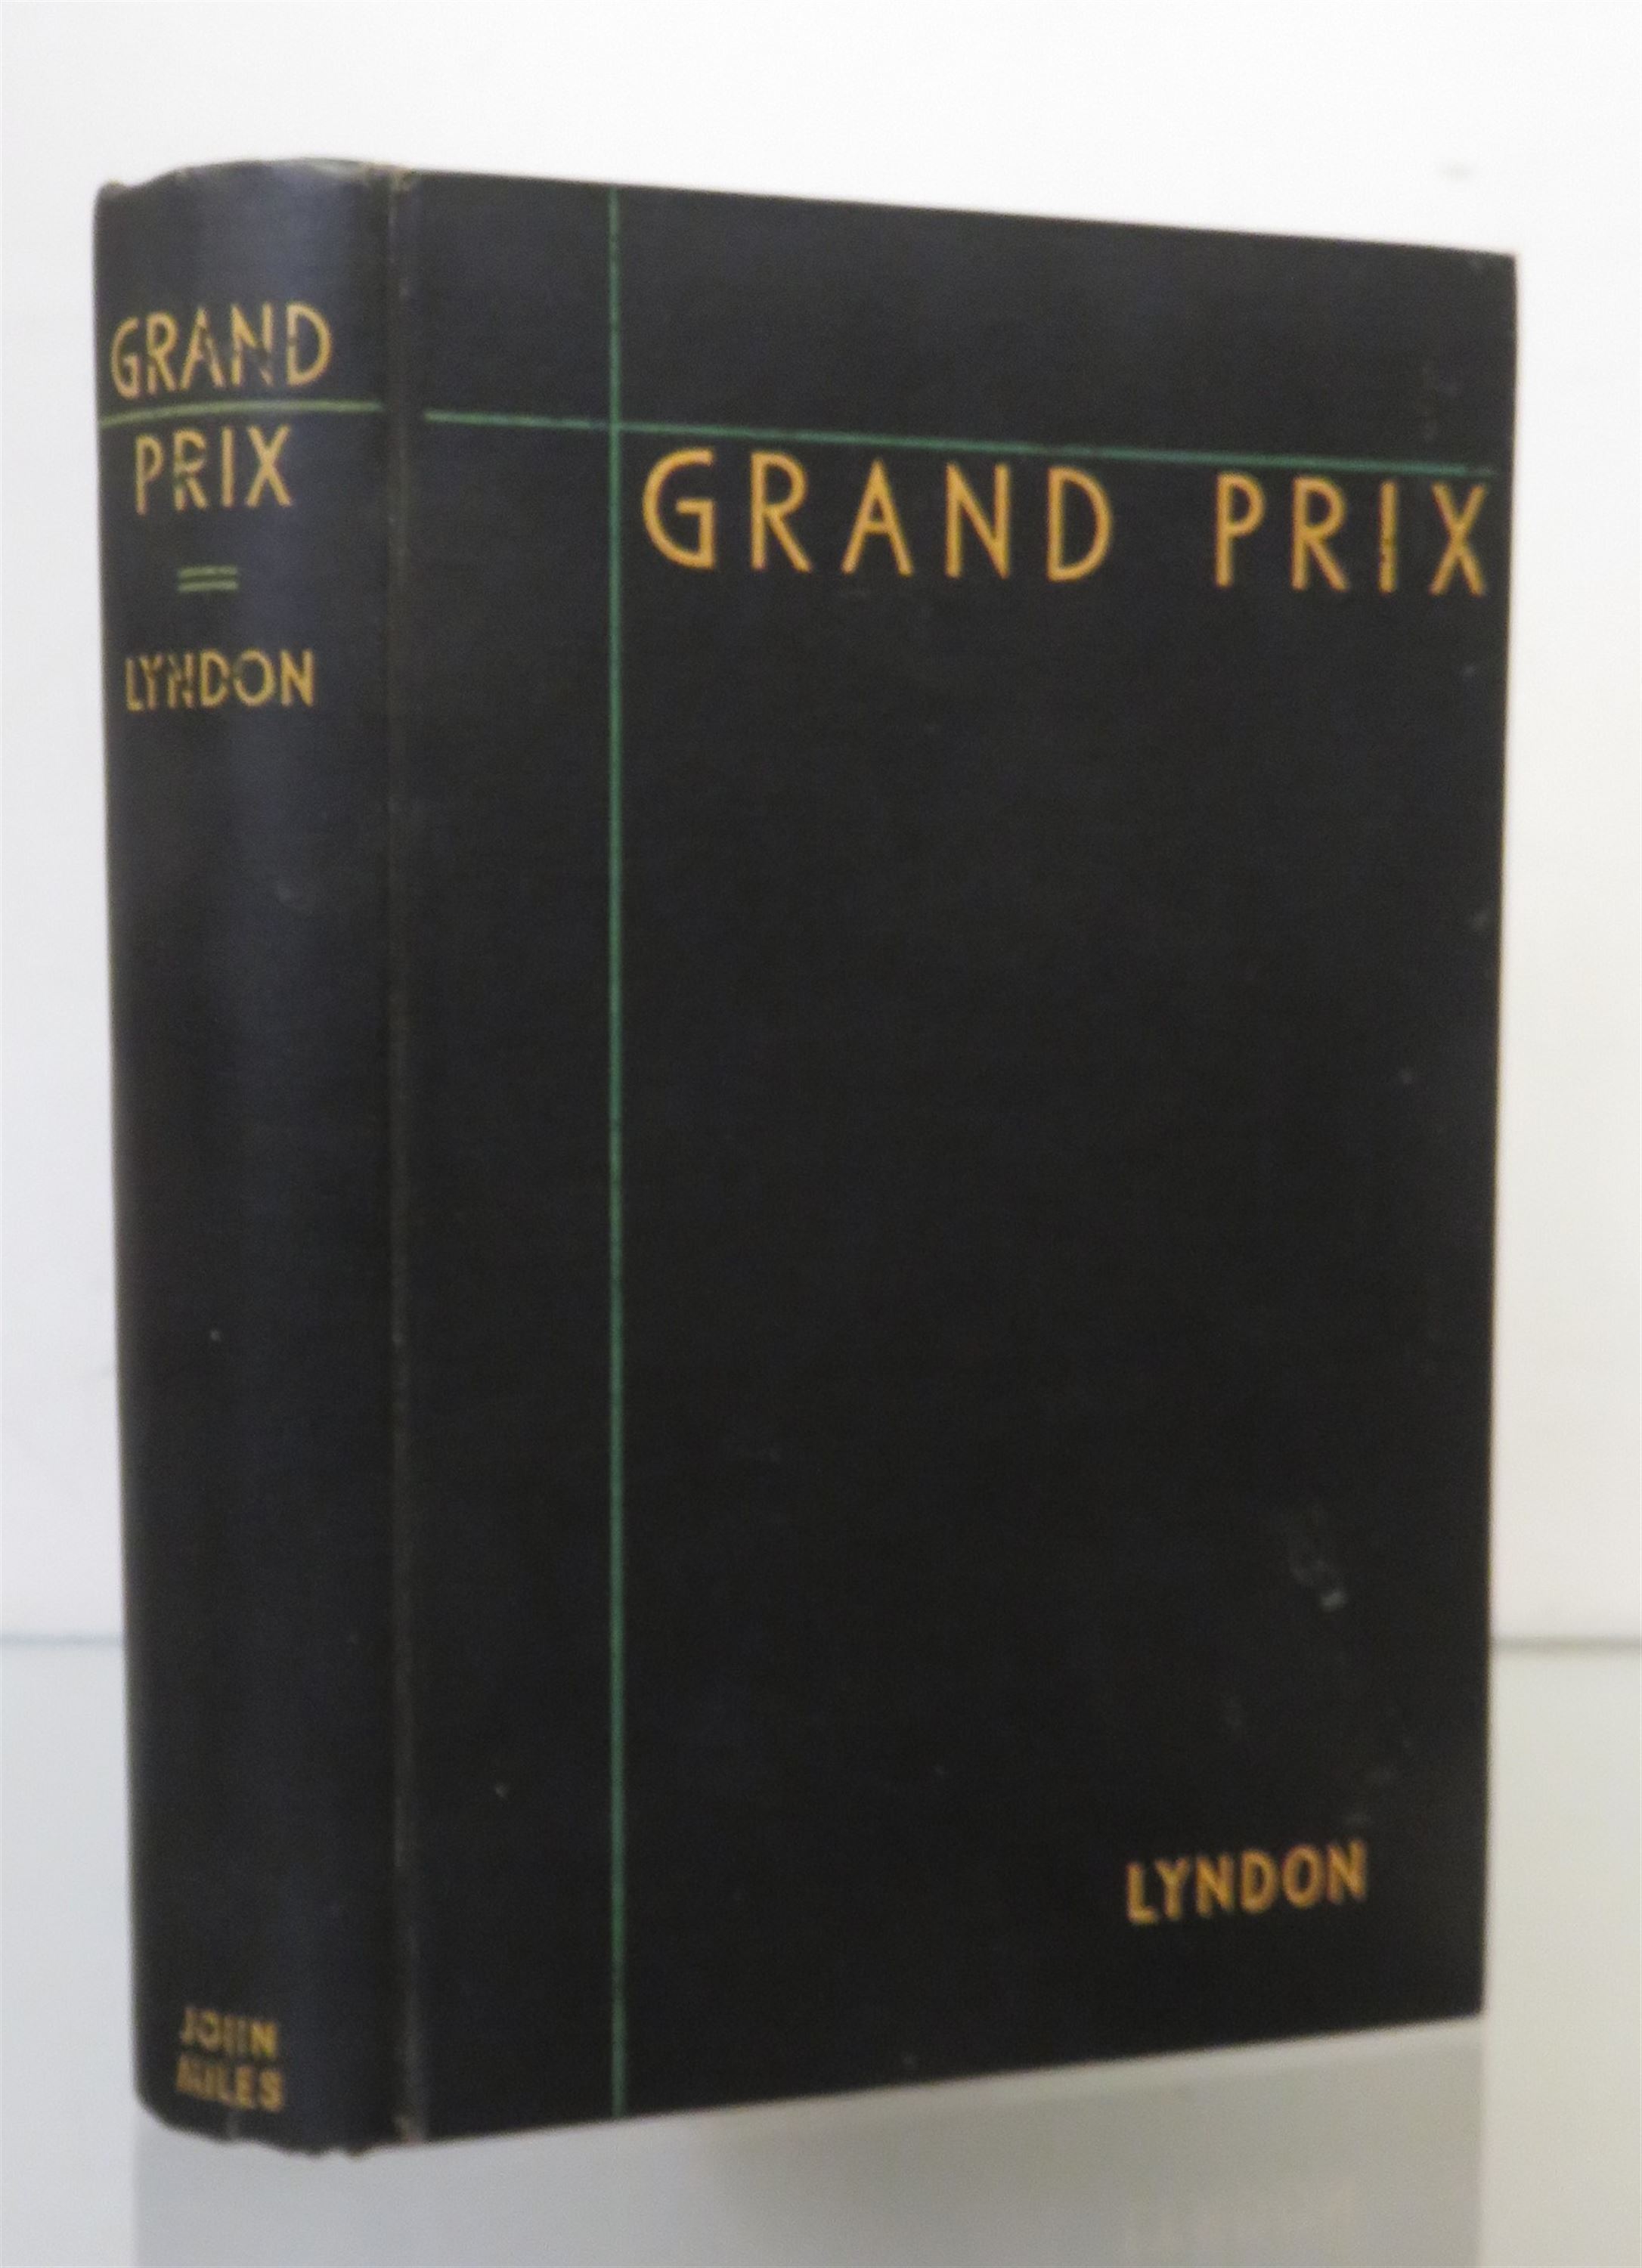 GRAND
PRIX
LYNDON
JOHN
MILES
GRAND PRIX
LYNDON